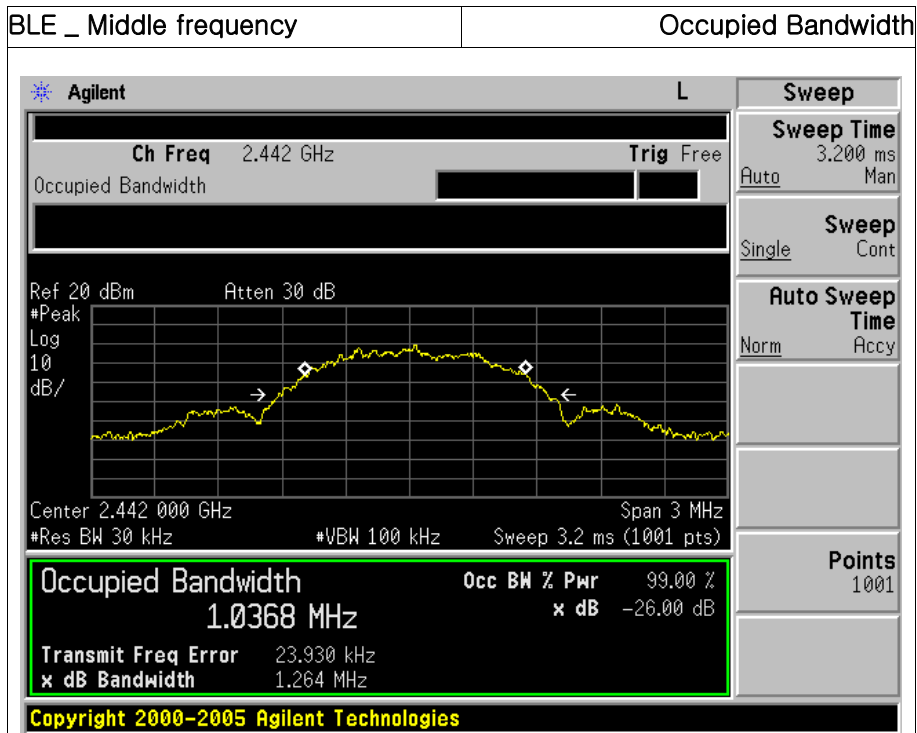 BLE _ Middle frequency Occupied Bandwidth
Agilent L Sweep
Ch Freq 2.442 GHz Trig Free
Occupied Bandwidth
Sweep Time
3.200 ms
Auto Man
Sweep
Single Cont
Auto Sweep
Time
Norm Accy
Ref 20 dBm Atten 30 dB
#Peak
Log
10
dB/
Center 2.442 000 GHz Span 3 MHz
#Res BW 30 kHz #VBW 100 kHz Sweep 3.2 ms (1001 pts)
Points
1001
Occupied Bandwidth Occ BW % Pwr 99.00 %
1.0368 MHz x dB -26.00 dB
Transmit Freq Error 23.930 kHz
x dB Bandwidth 1.264 MHz
Copyright 2000-2005 Agilent Technologies